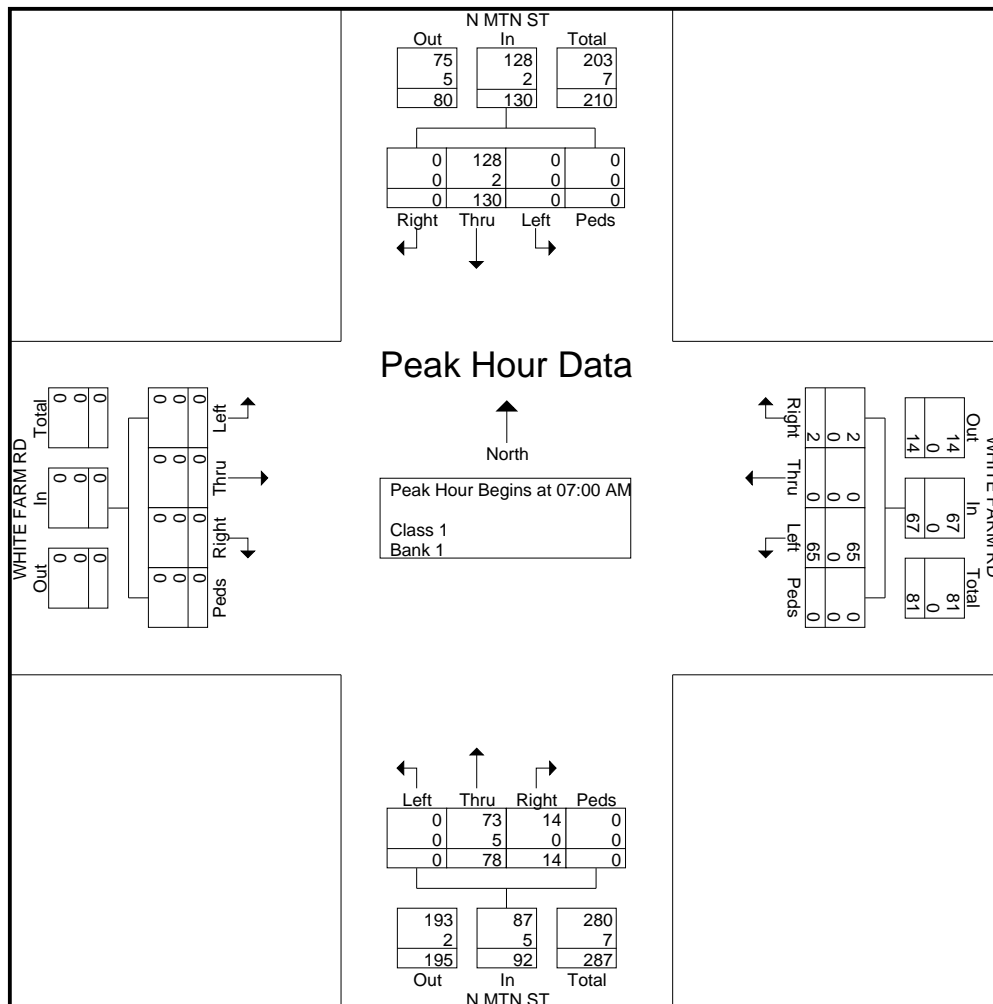 N MTN ST
Out In Total
75 128 203
5 2 7
80 130 210
0 128 0 0
0 2 0 0
0 130 0 0
Right Thru Left Peds
Peak Hour Data
North
Peak Hour Begins at 07:00 AM
Class 1
Bank 1
WHITE FARM RD
Total In Out
0 0 0
0 0 0
0 0 0
Left Thru Right Peds
0 0 0 0
0 0 0 0
0 0 0 0
WHITE FARM RD
Out In Total
14 67 81
0 0 0
14 67 81
2 0 65 0
0 0 0 0
2 0 65 0
Right Thru Left Peds
Left Thru Right Peds
0 73 14 0
0 5 0 0
0 78 14 0
193 87 280
2 5 7
195 92 287
Out In Total
N MTN ST